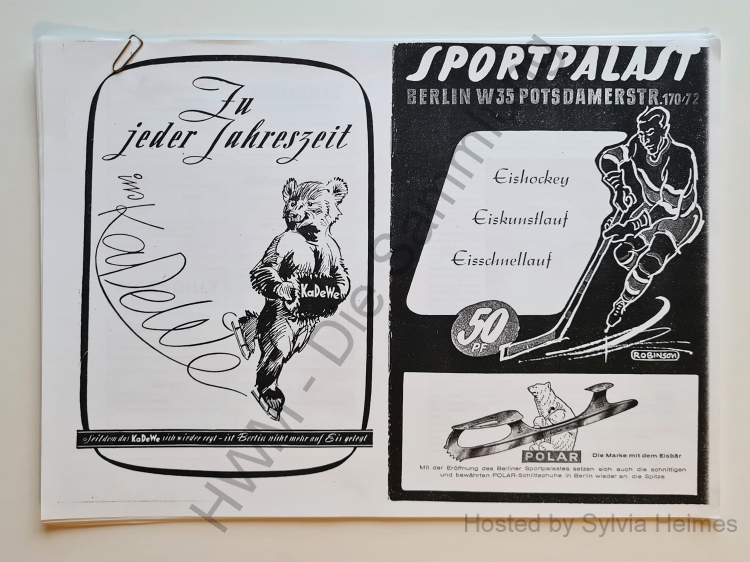 Zu
jeder Jahreszeit
zum
KaDeWe
KaDeWe
Seitdem das KaDeWe sich wieder regt - ist Berlin nicht mehr auf Eis gelegt
SPORTPALAST
BERLIN W35 POTSDAMERSTR. 170/72
Eishockey
Eiskunstlauf
Eisschnellauf
50
PF
ROBINSON
POLAR
Die Marke mit dem Eisbär
Mit der Eröffnung des Berliner Sportpalastes setzen sich auch die schnittigen
und bewährten POLAR-Schlittschuhe in Berlin wieder an die Spitze.
HWM - Die Sammlung
Hosted by Sylvia Heimes